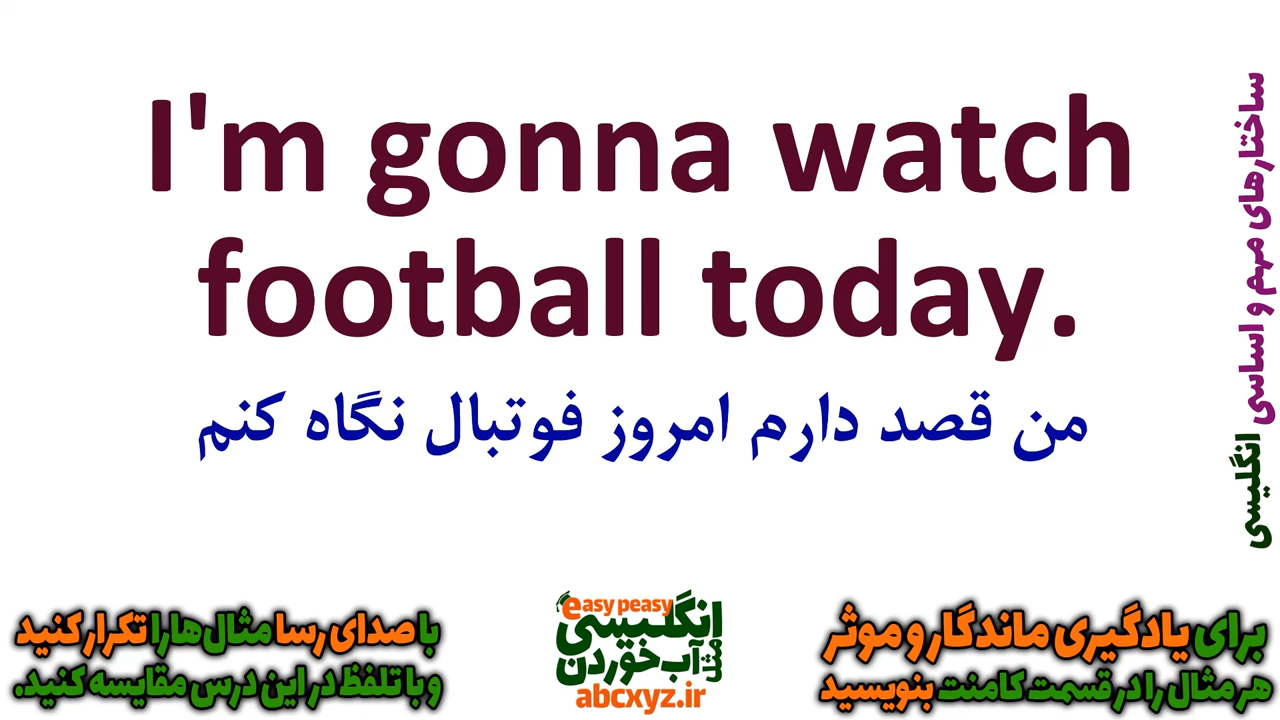 I'm gonna watch
football today.
من قصد دارم امروز فوتبال نگاه کنم
ساختارهای مهم و اساسی انگلیسی
برای یادگیری ماندگار و موثر
هر مثال را در قسمت کامنت بنویسید
easy peasy
انگلیسی
مثل
آب خوردن
abcxyz.ir
با صدای رسا مثال‌ها را تکرار کنید
و با تلفظ در این درس مقایسه کنید.